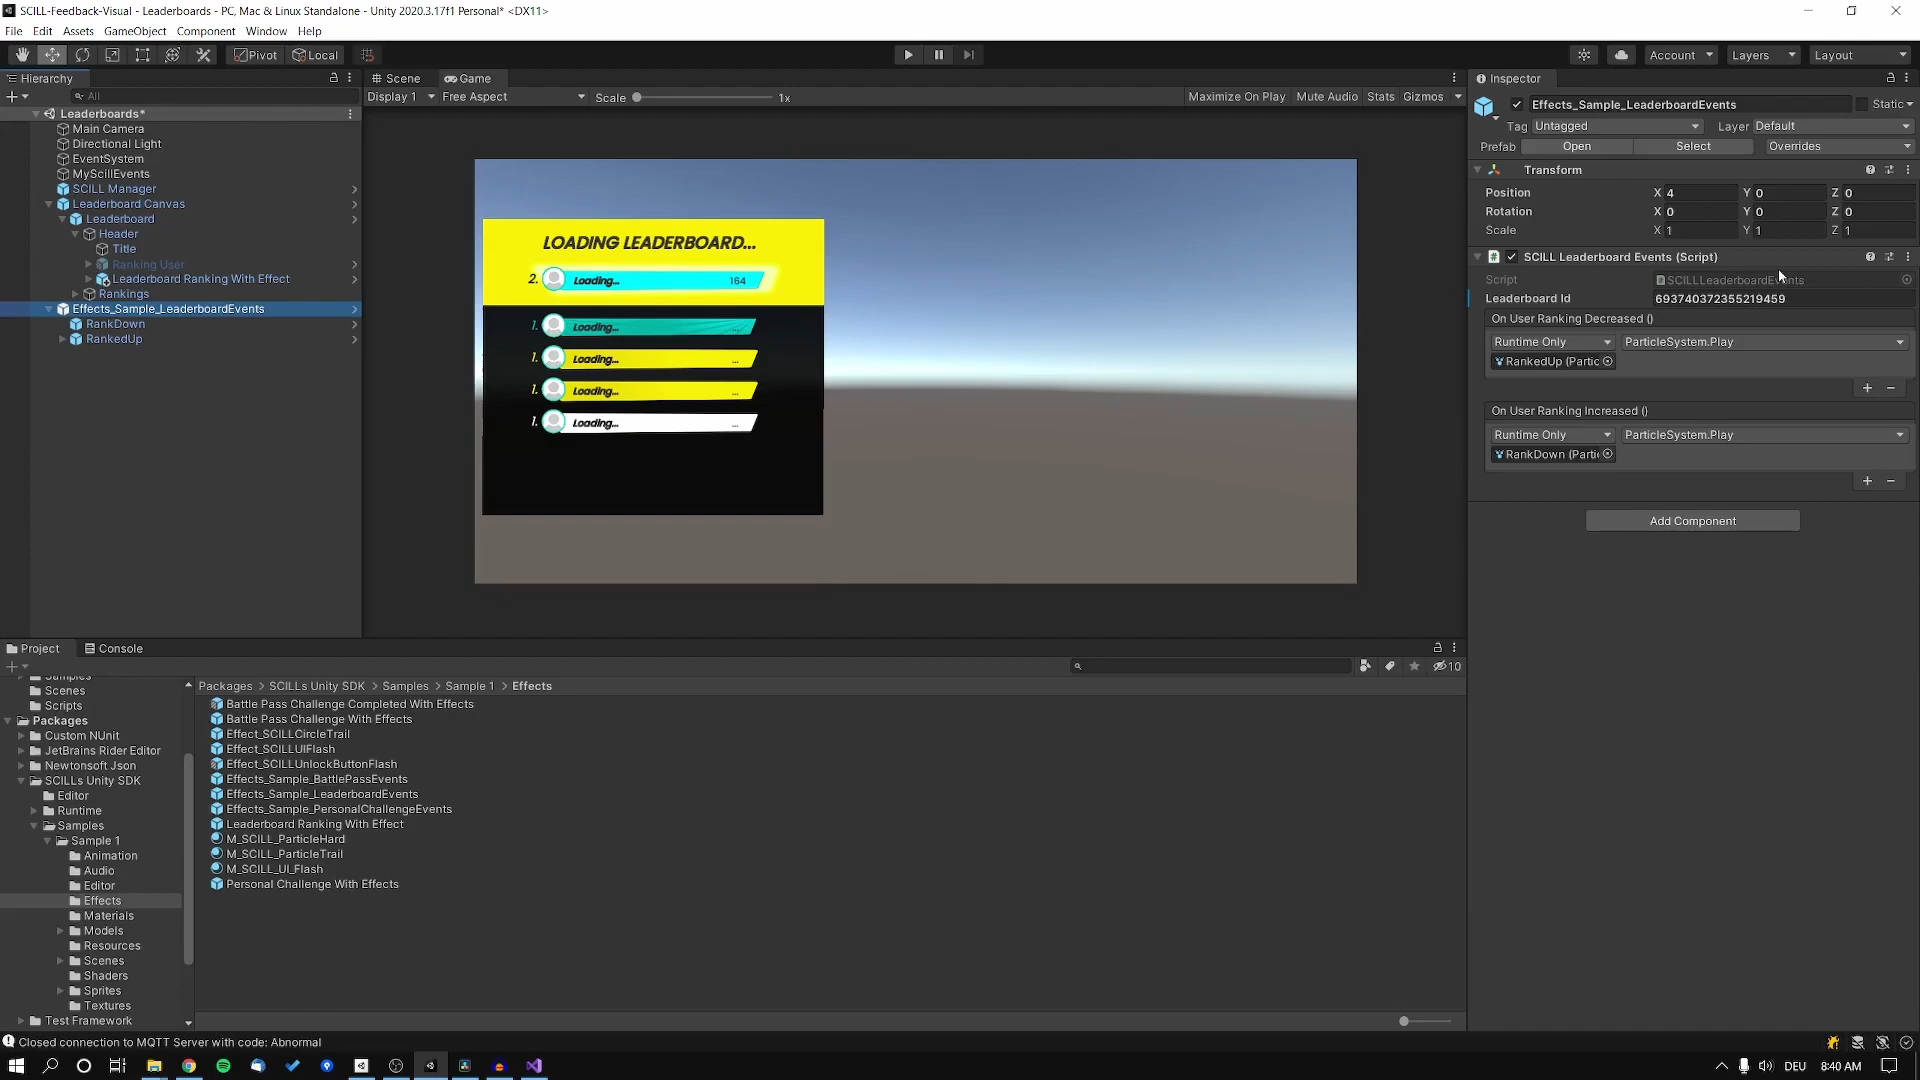 SCILL-Feedback-Visual - Leaderboards - PC, Mac & Linux Standalone - Unity 2020.3.17f1 Personal* <DX11>
File Edit Assets GameObject Component Window Help
Pivot Local Account Layers Layout
Hierarchy
All
Leaderboards*
Main Camera
Directional Light
EventSystem
MyScillEvents
SCILL Manager
Leaderboard Canvas
Leaderboard
Header
Title
Ranking User
Leaderboard Ranking With Effect
Rankings
Effects_Sample_LeaderboardEvents
RankDown
RankedUp
Scene Game
Display 1 Free Aspect Scale 1x Maximize On Play Mute Audio Stats Gizmos
LOADING LEADERBOARD...
2. Loading... 164
1. Loading... ...
1. Loading... ...
1. Loading... ...
1. Loading... ...
Inspector
Effects_Sample_LeaderboardEvents Static
Tag Untagged Layer Default
Prefab Open Select Overrides
Transform
Position X 4 Y 0 Z 0
Rotation X 0 Y 0 Z 0
Scale X 1 Y 1 Z 1
# SCILL Leaderboard Events (Script)
Script SCILLLeaderboardEvents
Leaderboard Id 693740372355219459
On User Ranking Decreased ()
Runtime Only ParticleSystem.Play
RankedUp (Partic
+ −
On User Ranking Increased ()
Runtime Only ParticleSystem.Play
RankDown (Parti
+ −
Add Component
Project Console
10
Samples
Scenes
Scripts
Packages
Custom NUnit
JetBrains Rider Editor
Newtonsoft Json
SCILLs Unity SDK
Editor
Runtime
Samples
Sample 1
Animation
Audio
Editor
Effects
Materials
Models
Resources
Scenes
Shaders
Sprites
Textures
Test Framework
Packages > SCILLs Unity SDK > Samples > Sample 1 > Effects
Battle Pass Challenge Completed With Effects
Battle Pass Challenge With Effects
Effect_SCILLCircleTrail
Effect_SCILLUIFlash
Effect_SCILLUnlockButtonFlash
Effects_Sample_BattlePassEvents
Effects_Sample_LeaderboardEvents
Effects_Sample_PersonalChallengeEvents
Leaderboard Ranking With Effect
M_SCILL_ParticleHard
M_SCILL_ParticleTrail
M_SCILL_UI_Flash
Personal Challenge With Effects
Closed connection to MQTT Server with code: Abnormal
DEU 8:40 AM